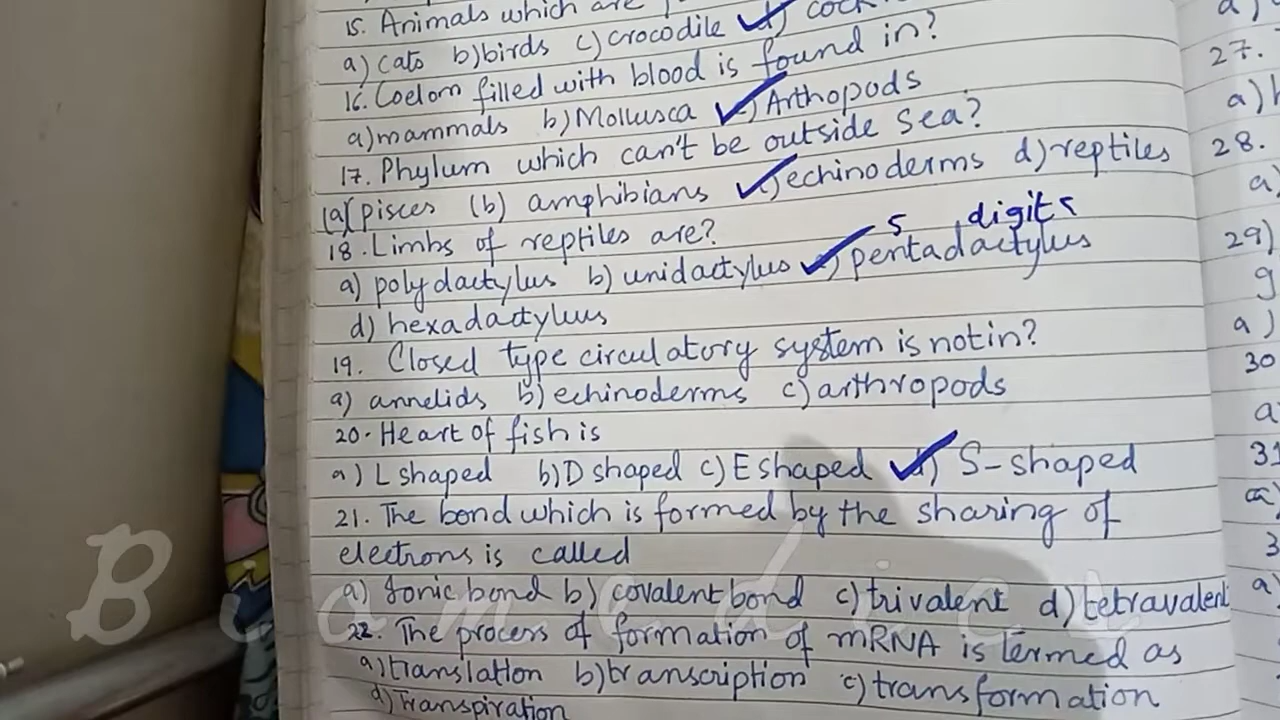 15. Animals which are
a) cats b) birds c) crocodile d) cock
16. Coelom filled with blood is found in?
a) mammals b) Mollusca c) Arthopods
17. Phylum which can't be outside sea?
(a) pisces (b) amphibians c) echinoderms d) reptiles
18. Limbs of reptiles are?
5 digits
a) polydactylus b) unidactylus c) pentadactylus
d) hexadactylus
19. Closed type circulatory system is not in?
a) annelids b) echinoderms c) arthropods
20. Heart of fish is
a) L shaped b) D shaped c) E shaped d) S-shaped
21. The bond which is formed by the sharing of
electrons is called
a) Ionic bond b) covalent bond c) trivalent d) tetravalent
22. The process of formation of mRNA is termed as
a) translation b) transcription c) transformation
d) Transpiration
a)
27.
a)
28.
a)
29)
g
a)
30
a
31
a)
3
a)